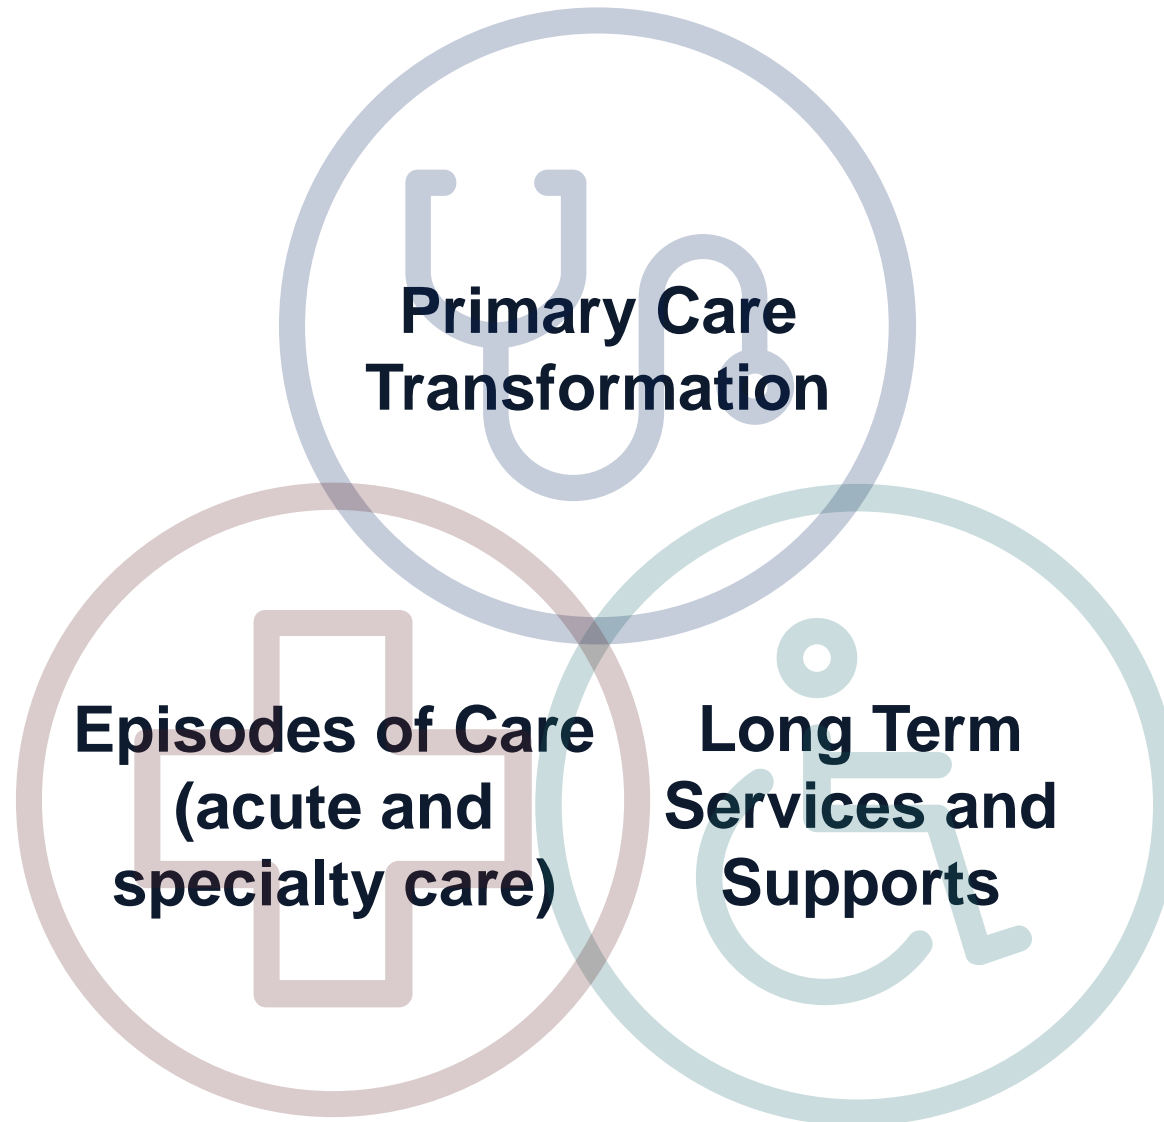 Primary Care
Transformation
Episodes of Care
(acute and
specialty care)
Long Term
Services and
Supports